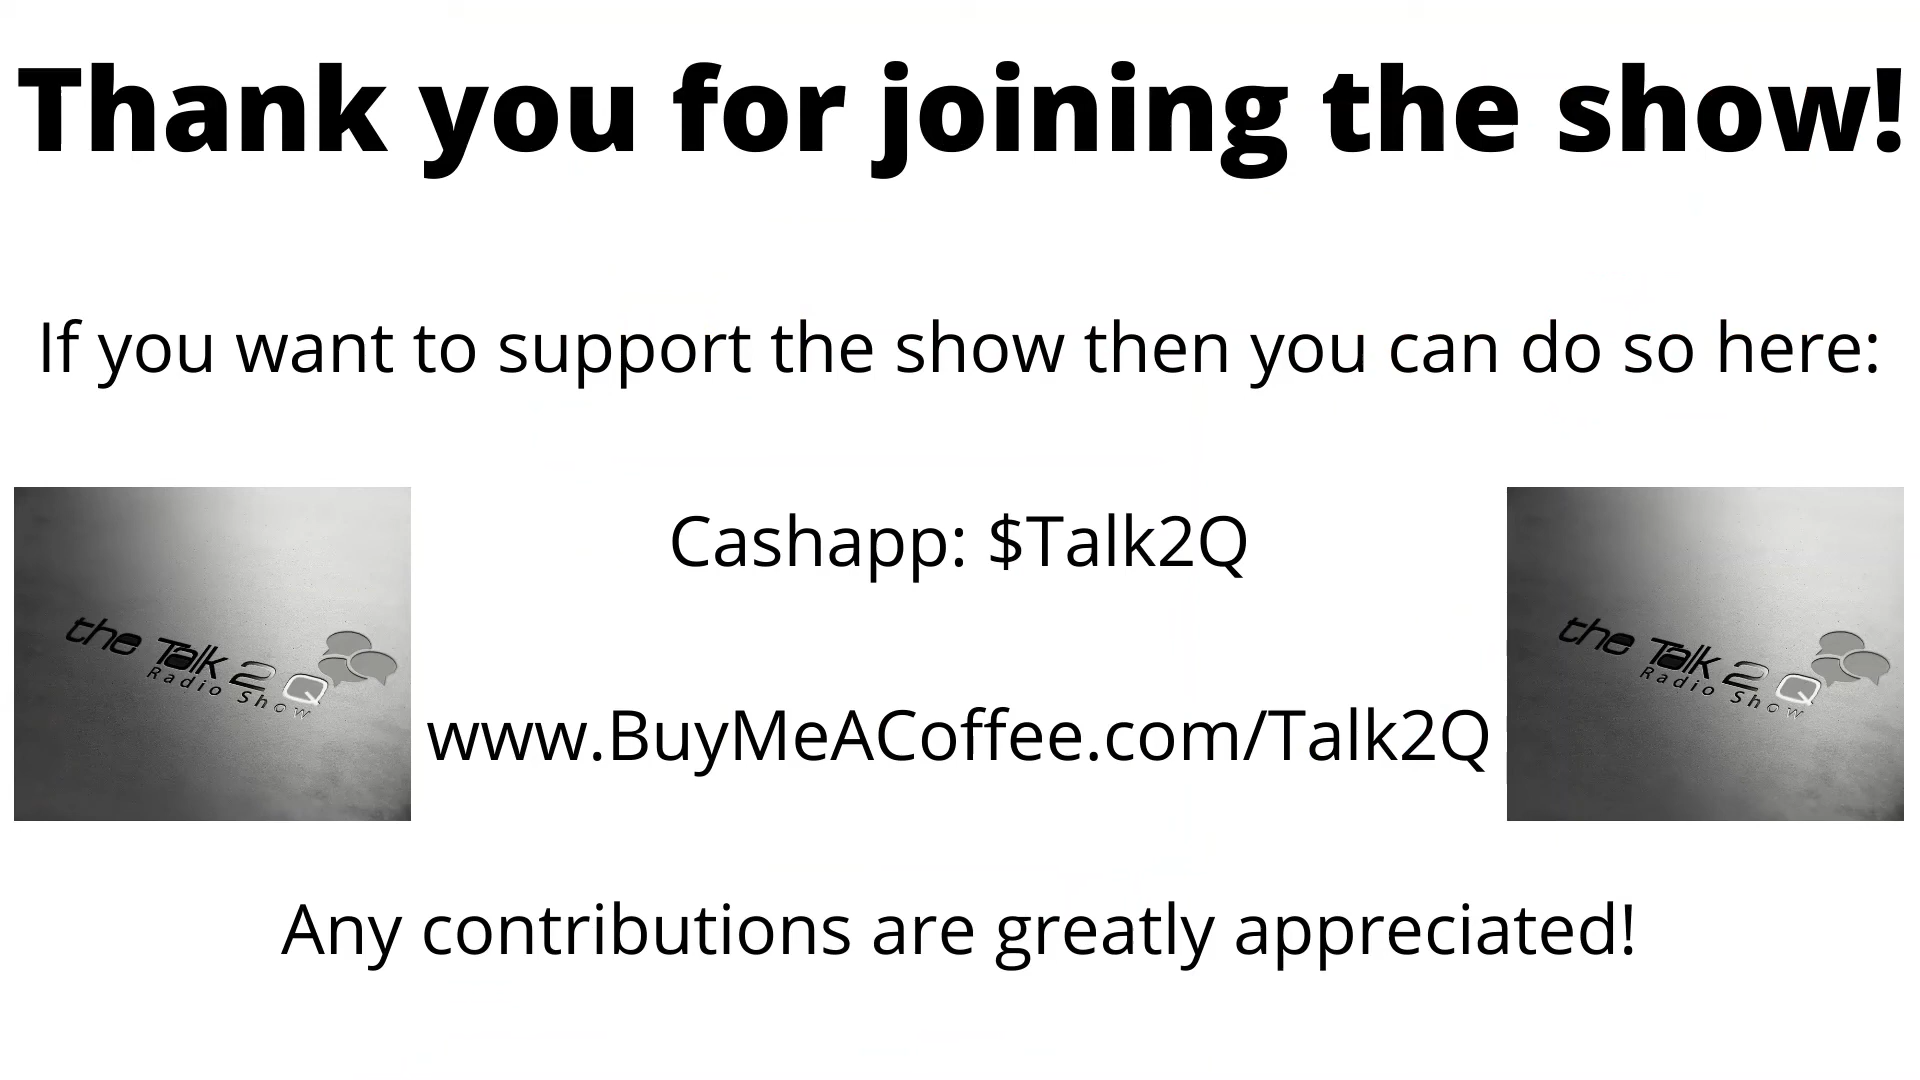 Thank you for joining the show!
If you want to support the show then you can do so here:
Cashapp: $Talk2Q
the Talk 2 Q
Radio Show
the Talk 2 Q
Radio Show
www.BuyMeACoffee.com/Talk2Q
Any contributions are greatly appreciated!